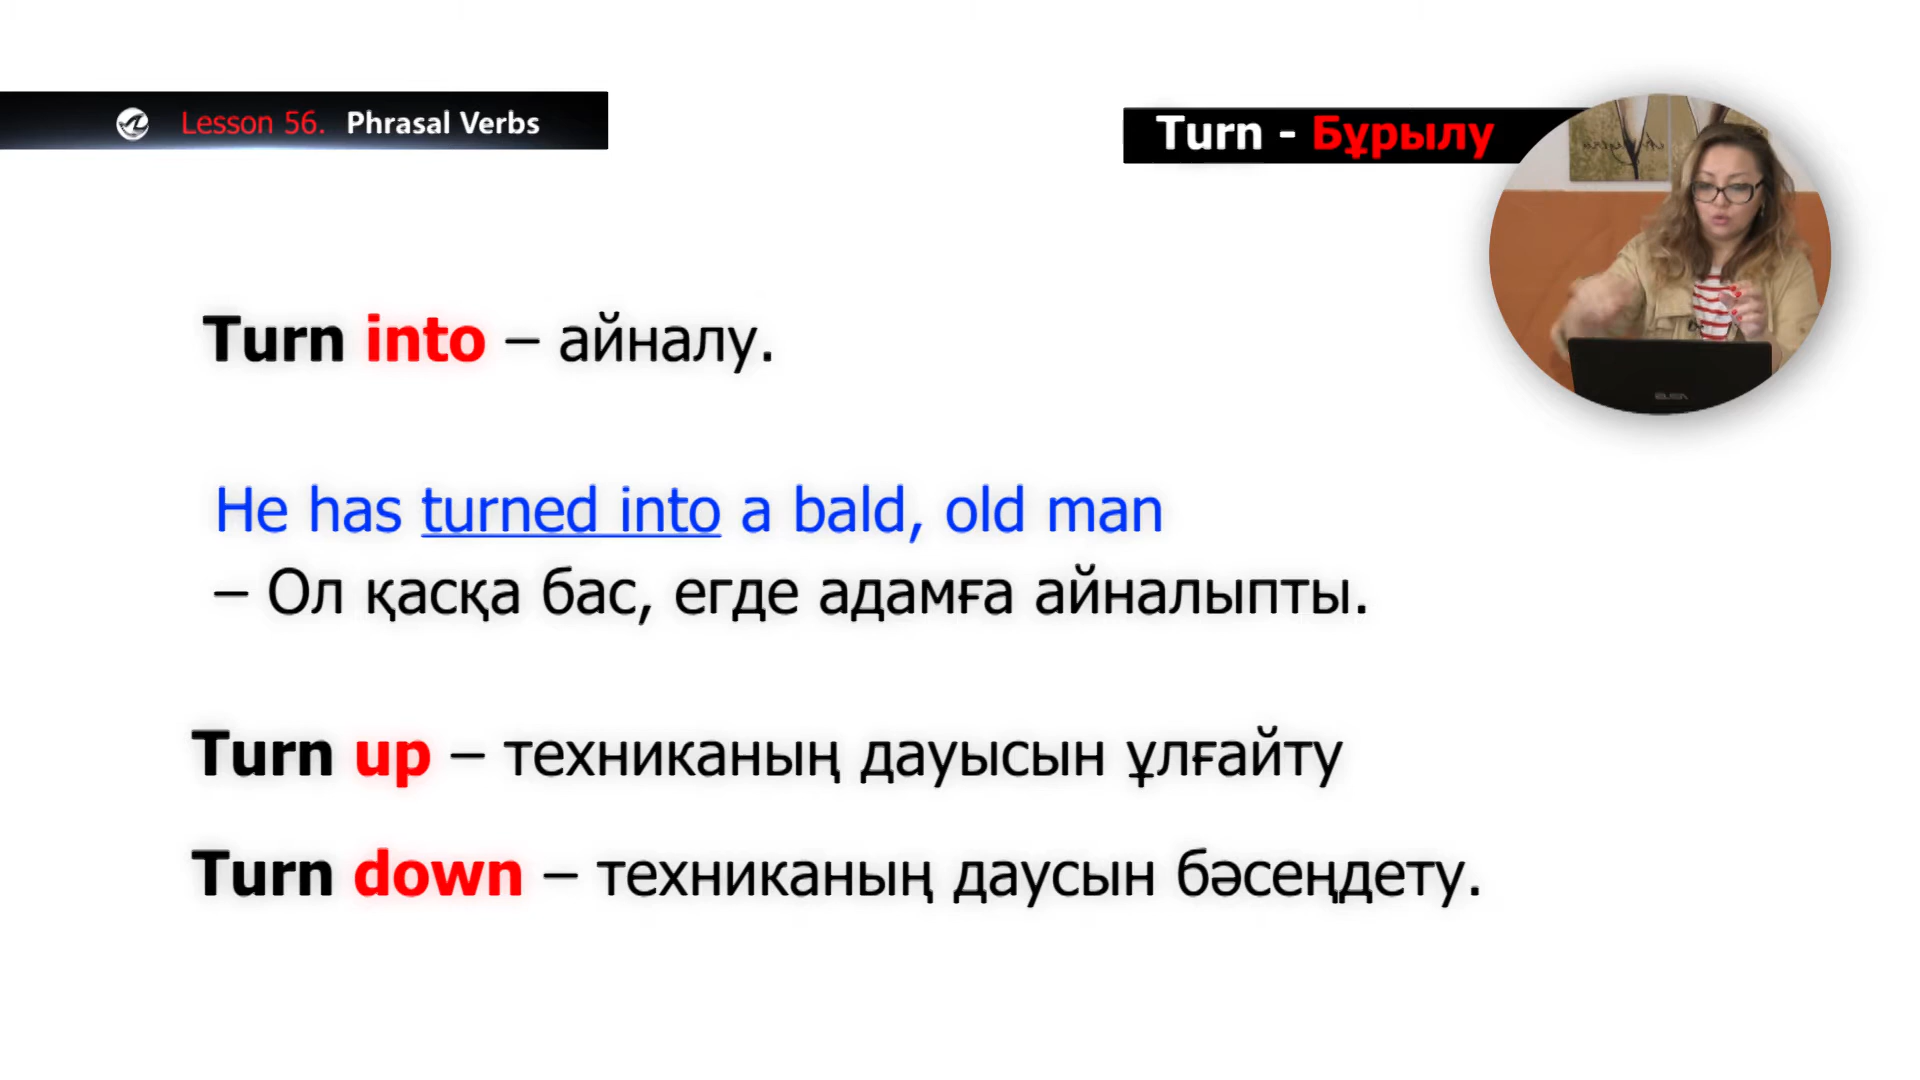 Lesson 56. Phrasal Verbs
Turn - Бұрылу
Turn into – айналу.
He has turned into a bald, old man
– Ол қасқа бас, егде адамға айналыпты.
Turn up – техниканың дауысын ұлғайту
Turn down – техниканың даусын бәсеңдету.